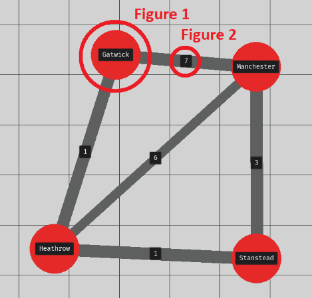 Figure 1
Figure 2
Gatwick
7
Manchester
1
6
3
Heathrow
1
Stanstead